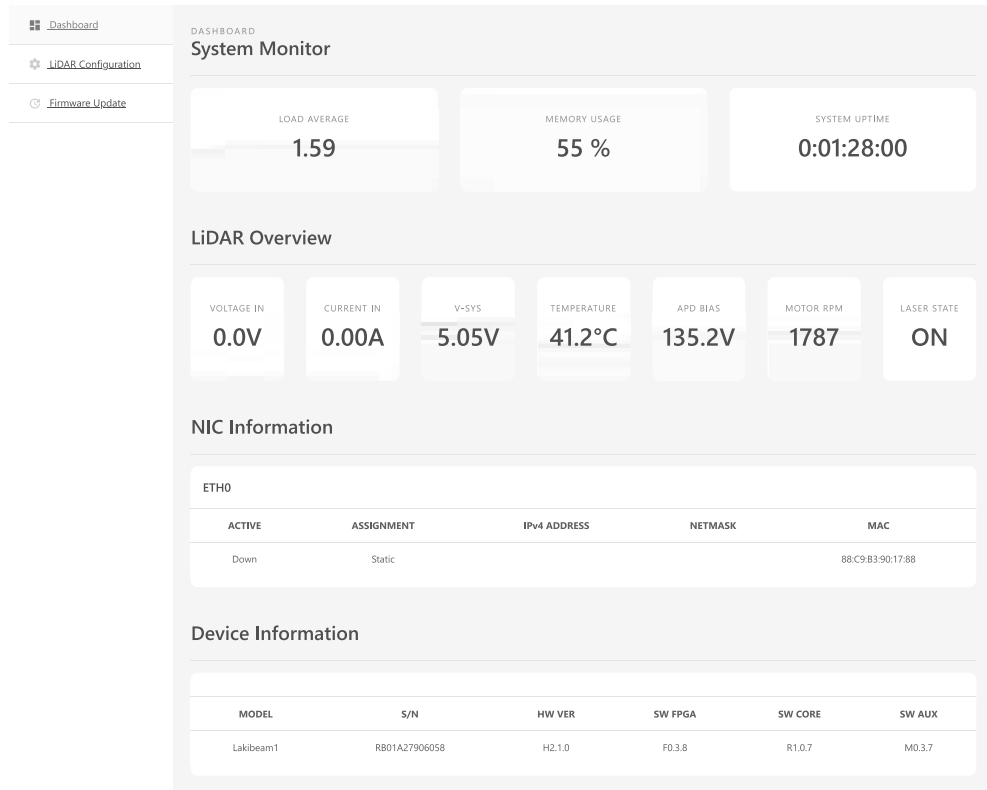 Dashboard
LiDAR Configuration
Firmware Update
DASHBOARD
System Monitor
LOAD AVERAGE
1.59
MEMORY USAGE
55 %
SYSTEM UPTIME
0:01:28:00
LiDAR Overview
VOLTAGE IN
0.0V
CURRENT IN
0.00A
V-SYS
5.05V
TEMPERATURE
41.2°C
APD BIAS
135.2V
MOTOR RPM
1787
LASER STATE
ON
NIC Information
ETH0
ACTIVE ASSIGNMENT IPv4 ADDRESS NETMASK MAC
Down Static 88:C9:B3:90:17:88
Device Information
MODEL S/N HW VER SW FPGA SW CORE SW AUX
Lakibeam1 RB01A27906058 H2.1.0 F0.3.8 R1.0.7 M0.3.7